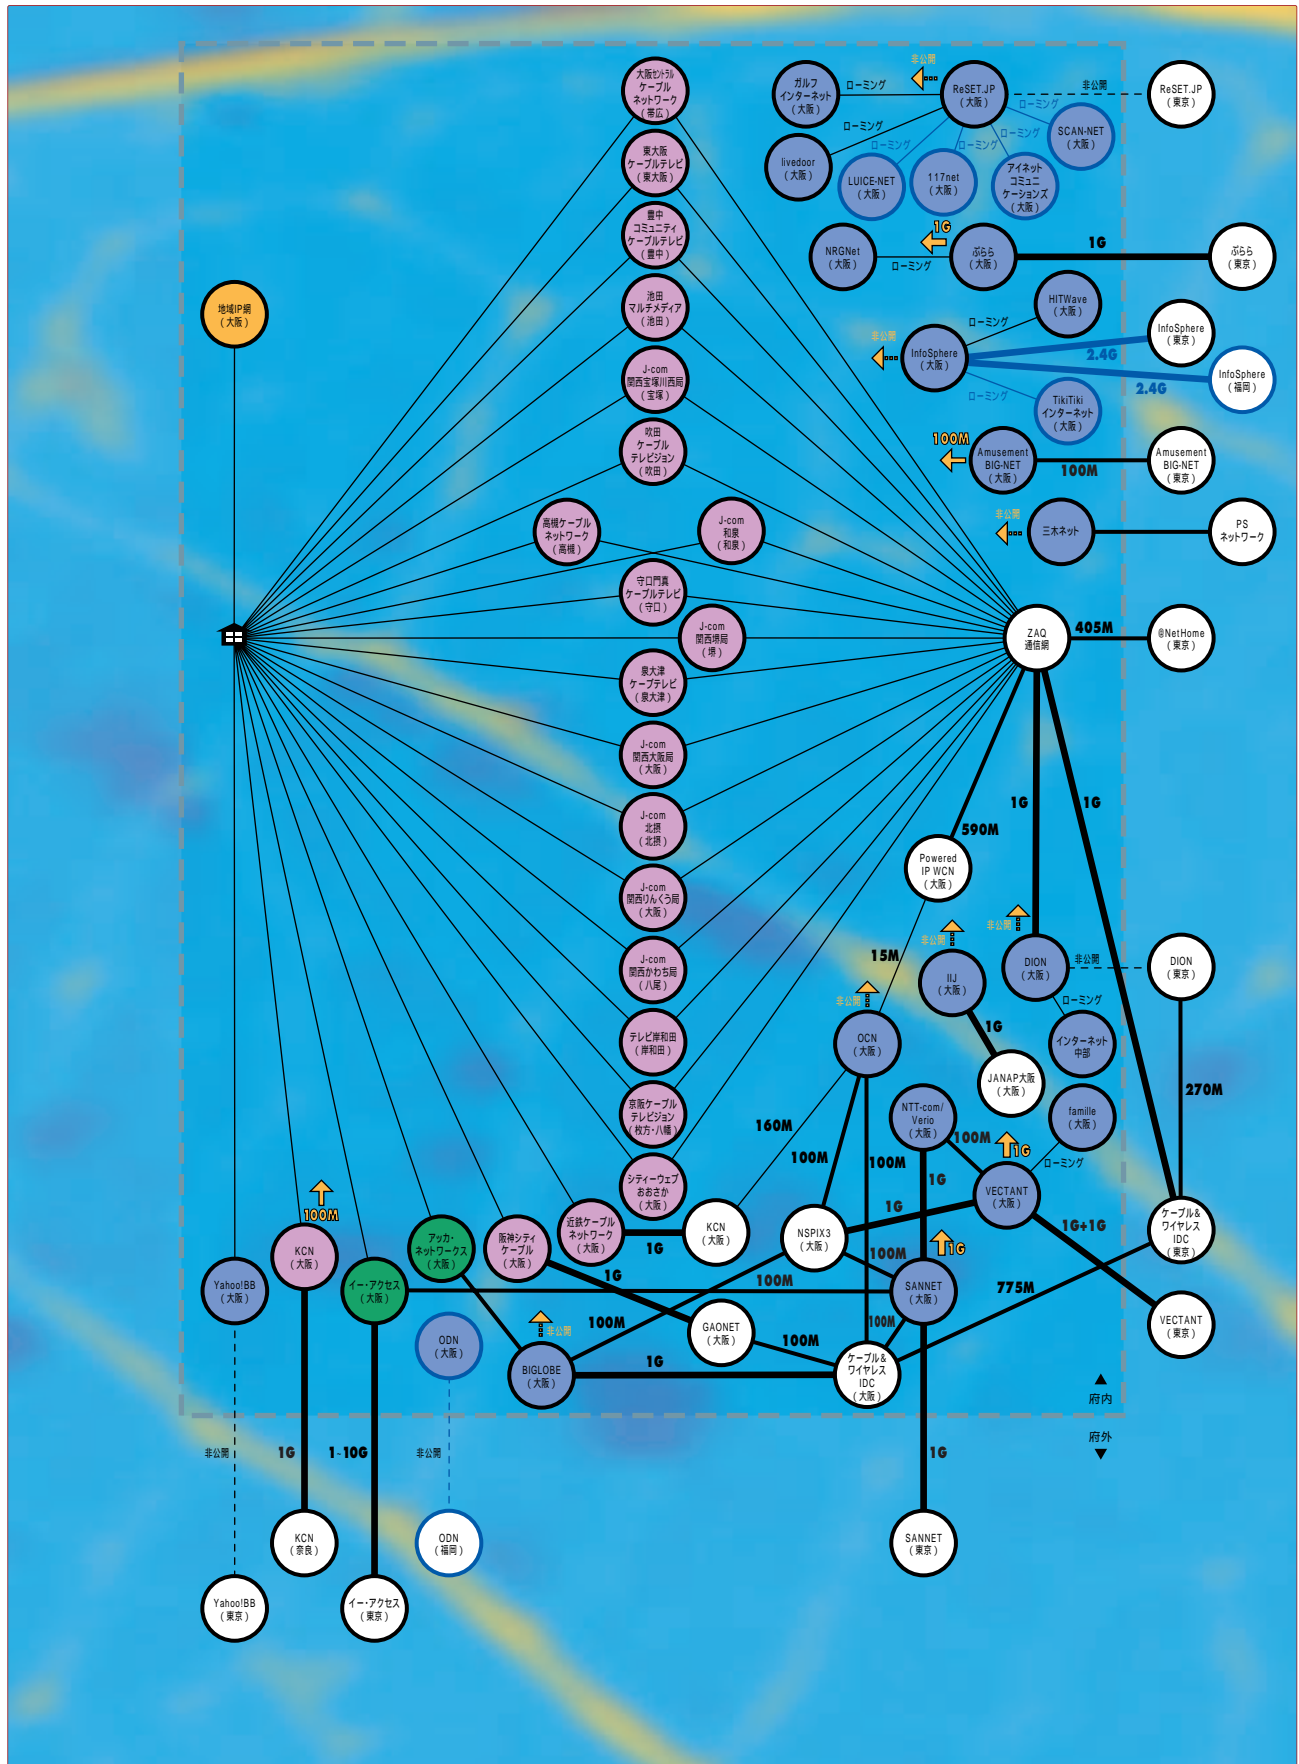 大阪セントラル
ケーブル
ネットワーク
(帯広)
東大阪
ケーブルテレビ
(東大阪)
豊中
コミュニティ
ケーブルテレビ
(豊中)
池田
マルチメディア
(池田)
J-com
関西宝塚川西局
(宝塚)
吹田
ケーブル
テレビジョン
(吹田)
高槻ケーブル
ネットワーク
(高槻)
J-com
和泉
(和泉)
守口門真
ケーブルテレビ
(守口)
J-com
関西堺局
(堺)
泉大津
ケーブテレビ
(泉大津)
J-com
関西大阪局
(大阪)
J-com
北摂
(北摂)
J-com
関西りんくう局
(大阪)
J-com
関西かわち局
(八尾)
テレビ岸和田
(岸和田)
京阪ケーブル
テレビジョン
(枚方・八幡)
シティーウェブ
おおさか
(大阪)
地域IP網
(大阪)
ガルフ
インターネット
(大阪)
ローミング
非公開
ReSET.JP
(大阪)
非公開
ReSET.JP
(東京)
ローミング
livedoor
(大阪)
ローミング
LUICE-NET
(大阪)
ローミング
117net
(大阪)
ローミング
アイネット
コミュニ
ケーションズ
(大阪)
ローミング
SCAN-NET
(大阪)
NRGNet
(大阪)
ローミング
1G
ぷらら
(大阪)
1G
ぷらら
(東京)
HITWave
(大阪)
ローミング
非公開
InfoSphere
(大阪)
2.4G
InfoSphere
(東京)
2.4G
InfoSphere
(福岡)
ローミング
TikiTiki
インターネット
(大阪)
100M
Amusement
BIG-NET
(大阪)
100M
Amusement
BIG-NET
(東京)
非公開
三木ネット
PS
ネットワーク
ZAQ
通信網
405M
@NetHome
(東京)
1G
1G
590M
Powered
IP WCN
(大阪)
15M
非公開
IIJ
(大阪)
1G
JANAP大阪
(大阪)
非公開
DION
(大阪)
非公開
DION
(東京)
ローミング
インターネット
中部
270M
非公開
OCN
(大阪)
160M
100M
100M
NTT-com/
Verio
(大阪)
100M
1G
1G
famille
(大阪)
ローミング
VECTANT
(大阪)
1G
1G+1G
VECTANT
(東京)
ケーブル&
ワイヤレス
IDC
(東京)
775M
100M
KCN
(大阪)
アッカ・
ネットワークス
(大阪)
阪神シティ
ケーブル
(大阪)
近鉄ケーブル
ネットワーク
(大阪)
1G
KCN
(大阪)
NSPIX3
(大阪)
100M
1G
SANNET
(大阪)
100M
Yahoo!BB
(大阪)
イー・アクセス
(大阪)
1G
100M
ODN
(大阪)
非公開
BIGLOBE
(大阪)
1G
GAONET
(大阪)
100M
100M
ケーブル&
ワイヤレス
IDC
(大阪)
府内
府外
非公開
1G
1-10G
非公開
1G
KCN
(奈良)
ODN
(福岡)
SANNET
(東京)
Yahoo!BB
(東京)
イー・アクセス
(東京)